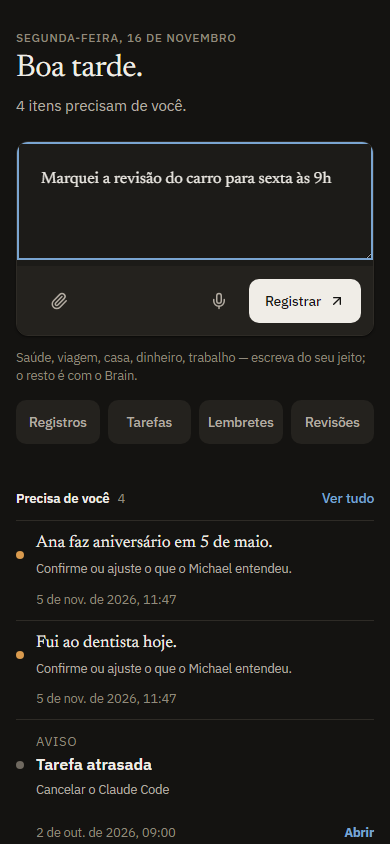 SEGUNDA-FEIRA, 16 DE NOVEMBRO
Boa tarde.
4 itens precisam de você.
Marquei a revisão do carro para sexta às 9h
Registrar
Saúde, viagem, casa, dinheiro, trabalho — escreva do seu jeito;
o resto é com o Brain.
Registros
Tarefas
Lembretes
Revisões
Precisa de você 4
Ver tudo
Ana faz aniversário em 5 de maio.
Confirme ou ajuste o que o Michael entendeu.
5 de nov. de 2026, 11:47
Fui ao dentista hoje.
Confirme ou ajuste o que o Michael entendeu.
5 de nov. de 2026, 11:47
AVISO
Tarefa atrasada
Cancelar o Claude Code
2 de out. de 2026, 09:00
Abrir